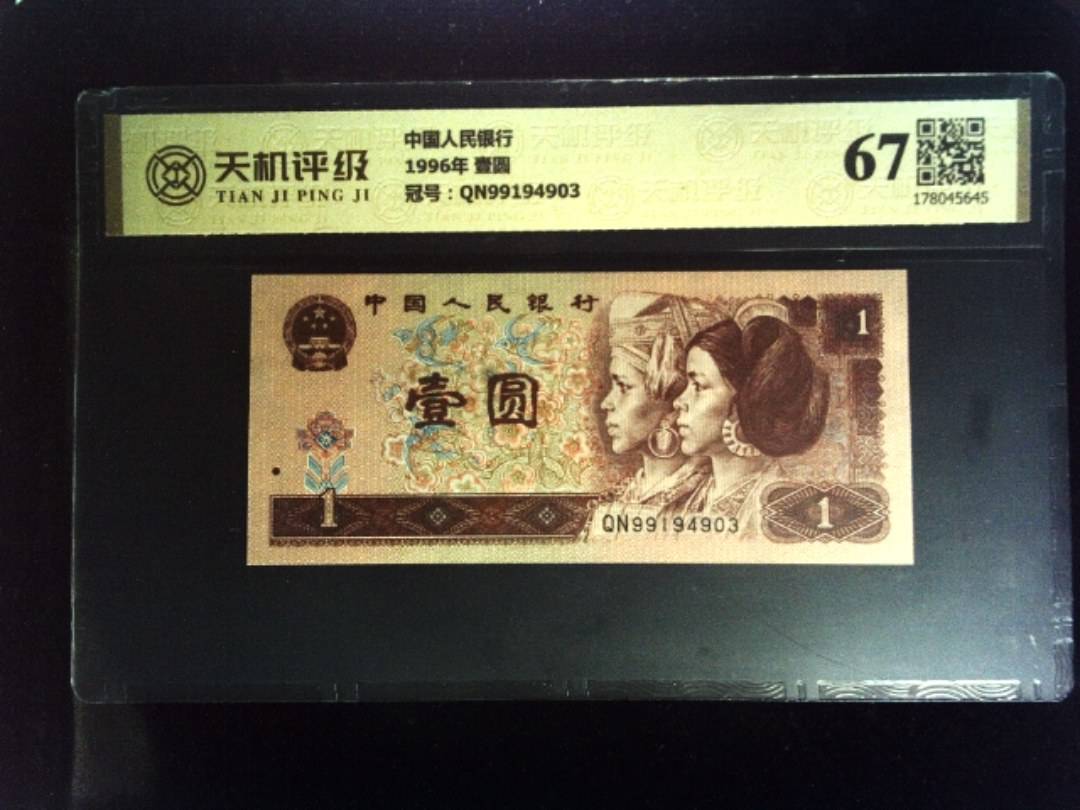 天机评级
TIAN JI PING JI
中国人民银行
1996年 壹圆
冠号：QN99194903
67
178045645
中国人民银行
1
壹圆
1
QN99194903
1